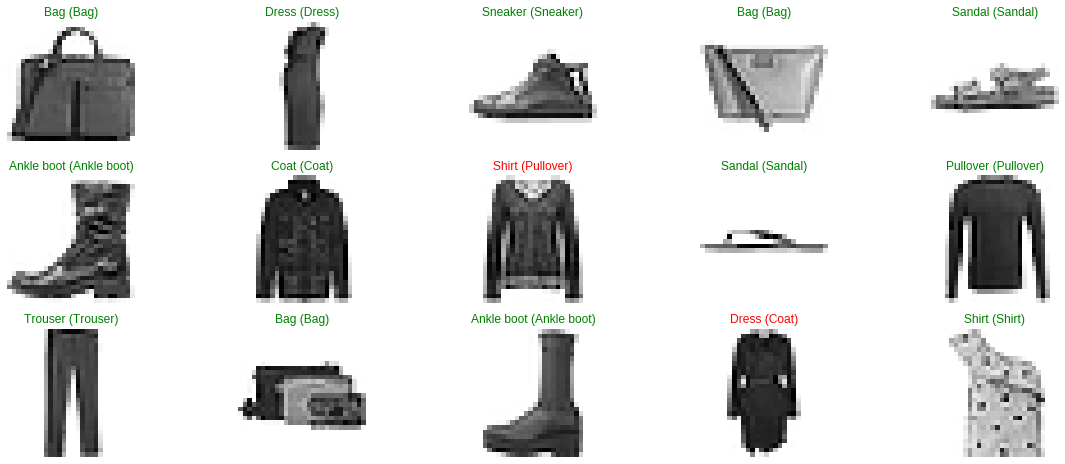 Bag (Bag)
Dress (Dress)
Sneaker (Sneaker)
Bag (Bag)
Sandal (Sandal)
Ankle boot (Ankle boot)
Coat (Coat)
Shirt (Pullover)
Sandal (Sandal)
Pullover (Pullover)
Trouser (Trouser)
Bag (Bag)
Ankle boot (Ankle boot)
Dress (Coat)
Shirt (Shirt)